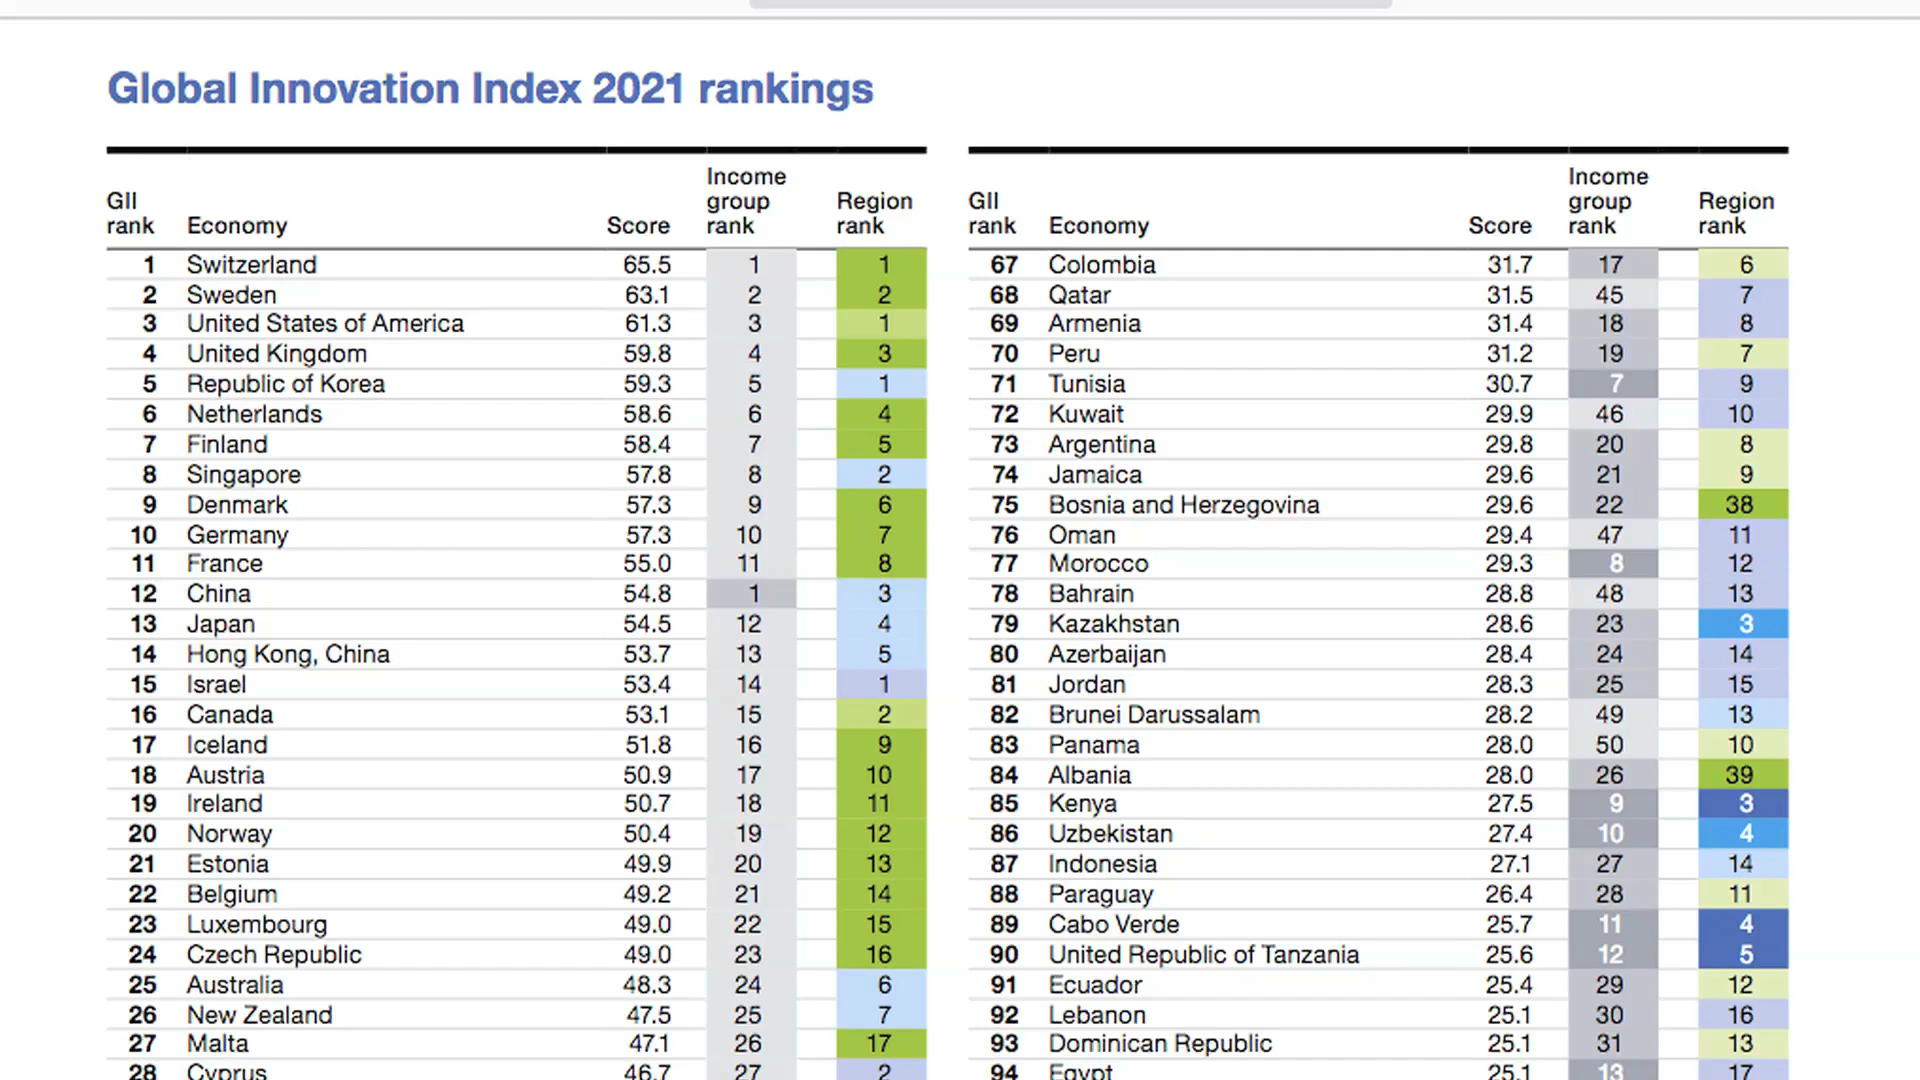 Global Innovation Index 2021 rankings
GII rank Economy Score Income group rank Region rank
1 Switzerland 65.5 1 1
2 Sweden 63.1 2 2
3 United States of America 61.3 3 1
4 United Kingdom 59.8 4 3
5 Republic of Korea 59.3 5 1
6 Netherlands 58.6 6 4
7 Finland 58.4 7 5
8 Singapore 57.8 8 2
9 Denmark 57.3 9 6
10 Germany 57.3 10 7
11 France 55.0 11 8
12 China 54.8 1 3
13 Japan 54.5 12 4
14 Hong Kong, China 53.7 13 5
15 Israel 53.4 14 1
16 Canada 53.1 15 2
17 Iceland 51.8 16 9
18 Austria 50.9 17 10
19 Ireland 50.7 18 11
20 Norway 50.4 19 12
21 Estonia 49.9 20 13
22 Belgium 49.2 21 14
23 Luxembourg 49.0 22 15
24 Czech Republic 49.0 23 16
25 Australia 48.3 24 6
26 New Zealand 47.5 25 7
27 Malta 47.1 26 17
28 Cyprus 46.7 27 2
GII rank Economy Score Income group rank Region rank
67 Colombia 31.7 17 6
68 Qatar 31.5 45 7
69 Armenia 31.4 18 8
70 Peru 31.2 19 7
71 Tunisia 30.7 7 9
72 Kuwait 29.9 46 10
73 Argentina 29.8 20 8
74 Jamaica 29.6 21 9
75 Bosnia and Herzegovina 29.6 22 38
76 Oman 29.4 47 11
77 Morocco 29.3 8 12
78 Bahrain 28.8 48 13
79 Kazakhstan 28.6 23 3
80 Azerbaijan 28.4 24 14
81 Jordan 28.3 25 15
82 Brunei Darussalam 28.2 49 13
83 Panama 28.0 50 10
84 Albania 28.0 26 39
85 Kenya 27.5 9 3
86 Uzbekistan 27.4 10 4
87 Indonesia 27.1 27 14
88 Paraguay 26.4 28 11
89 Cabo Verde 25.7 11 4
90 United Republic of Tanzania 25.6 12 5
91 Ecuador 25.4 29 12
92 Lebanon 25.1 30 16
93 Dominican Republic 25.1 31 13
94 Egypt 25.1 13 17